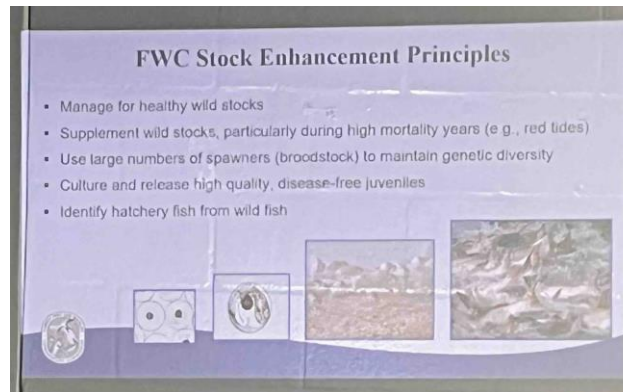 FWC Stock Enhancement Principles
▪ Manage for healthy wild stocks
▪ Supplement wild stocks, particularly during high mortality years (e g., red tides)
▪ Use large numbers of spawners (broodstock) to maintain genetic diversity
▪ Culture and release high quality, disease-free juveniles
▪ Identify hatchery fish from wild fish